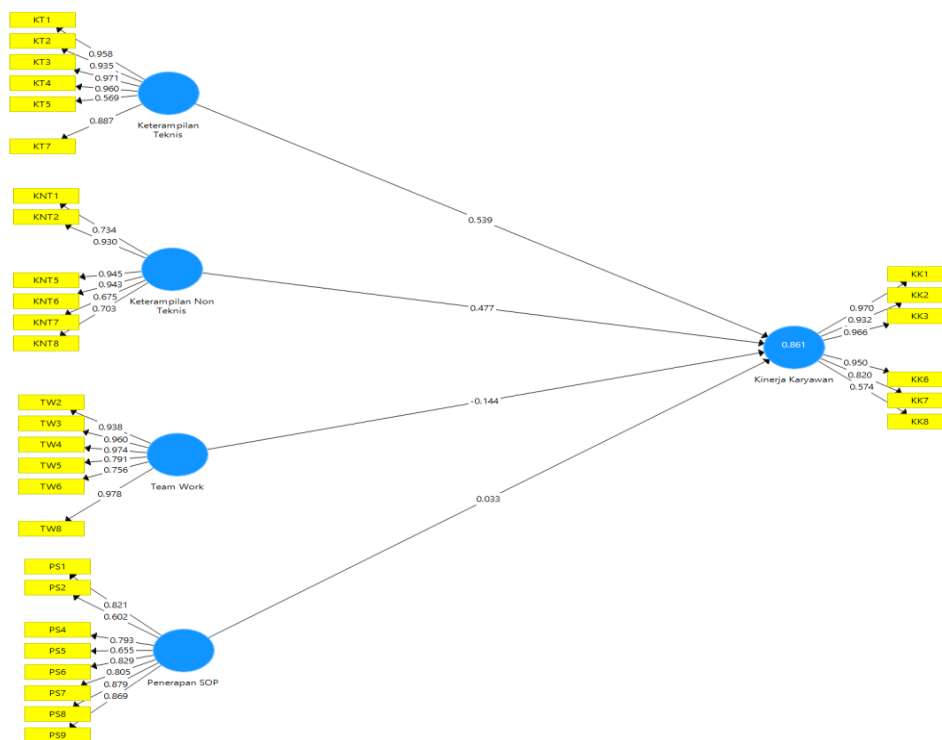 KT1
KT2
KT3
KT4
KT5
KT7
0.958
0.935
0.971
0.960
0.569
0.887
Keterampilan
Teknis
0.539
KNT1
KNT2
KNT5
KNT6
KNT7
KNT8
0.734
0.930
0.945
0.943
0.675
0.703
Keterampilan Non
Teknis
0.477
TW2
TW3
TW4
TW5
TW6
TW8
0.938
0.960
0.974
0.791
0.756
0.978
Team Work
-0.144
PS1
PS2
PS4
PS5
PS6
PS7
PS8
PS9
0.821
0.602
0.793
0.655
0.829
0.805
0.879
0.869
Penerapan SOP
0.033
0.861
Kinerja Karyawan
0.970
0.932
0.966
0.950
0.820
0.574
KK1
KK2
KK3
KK6
KK7
KK8